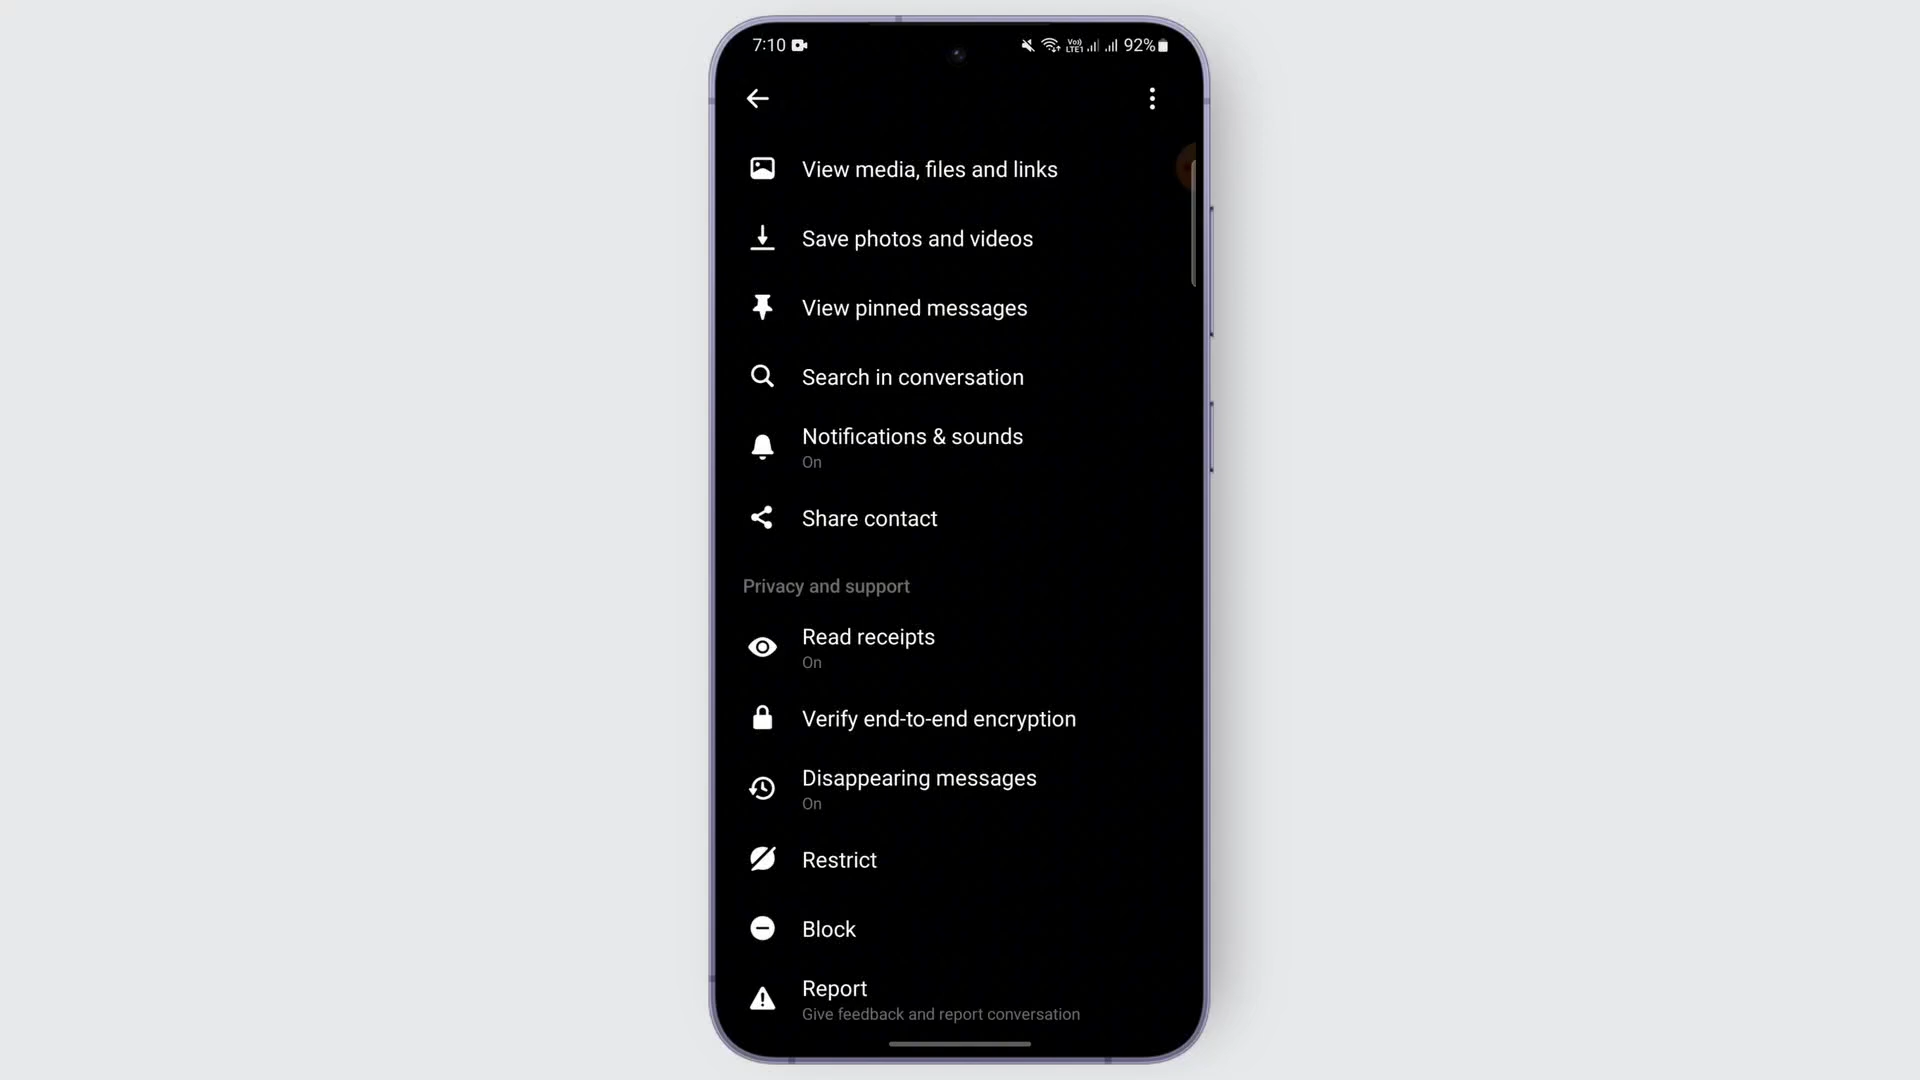 7:10 Vo)) LTE1 92%
View media, files and links
Save photos and videos
View pinned messages
Search in conversation
Notifications & sounds
On
Share contact
Privacy and support
Read receipts
On
Verify end-to-end encryption
Disappearing messages
On
Restrict
Block
Report
Give feedback and report conversation